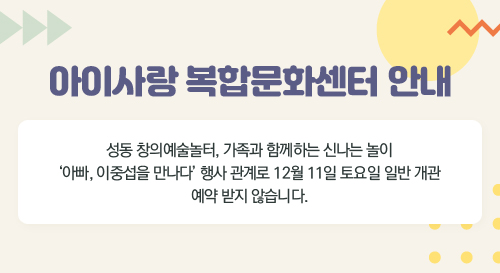 아이사랑 복합문화센터 안내
성동 창의예술놀터, 가족과 함께하는 신나는 놀이
‘아빠, 이중섭을 만나다’ 행사 관계로 12월 11일 토요일 일반 개관
예약 받지 않습니다.